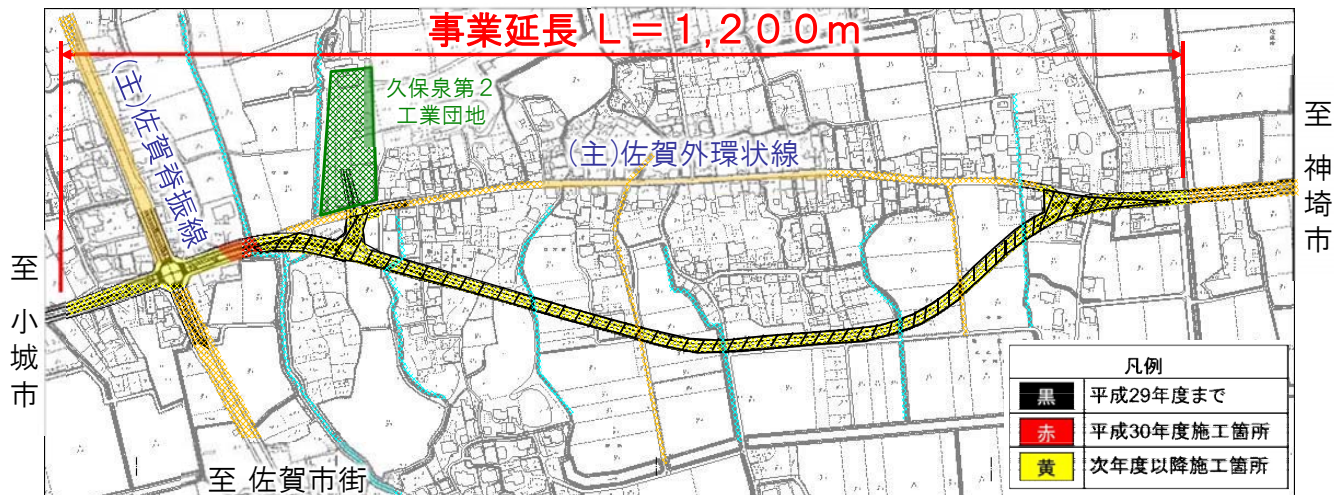 事業延長 L＝1,200m
(主)佐賀脊振線
久保泉第2
工業団地
(主)佐賀外環状線
至 神埼市
至 小城市
至 佐賀市街
凡例
黒 平成29年度まで
赤 平成30年度施工箇所
黄 次年度以降施工箇所